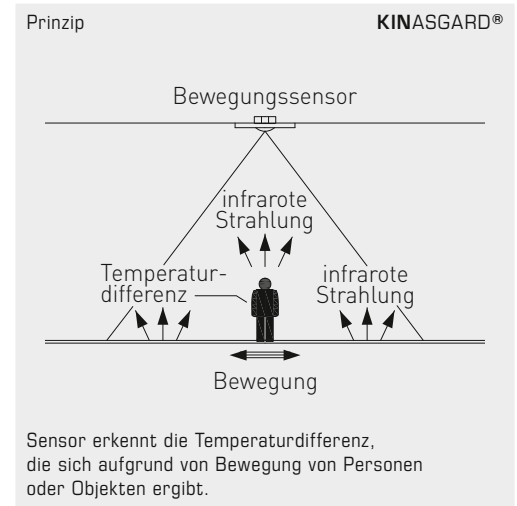 Prinzip KINASGARD®
Bewegungssensor
infrarote
Strahlung
Temperatur-
differenz
infrarote
Strahlung
Bewegung
Sensor erkennt die Temperaturdifferenz,
die sich aufgrund von Bewegung von Personen
oder Objekten ergibt.